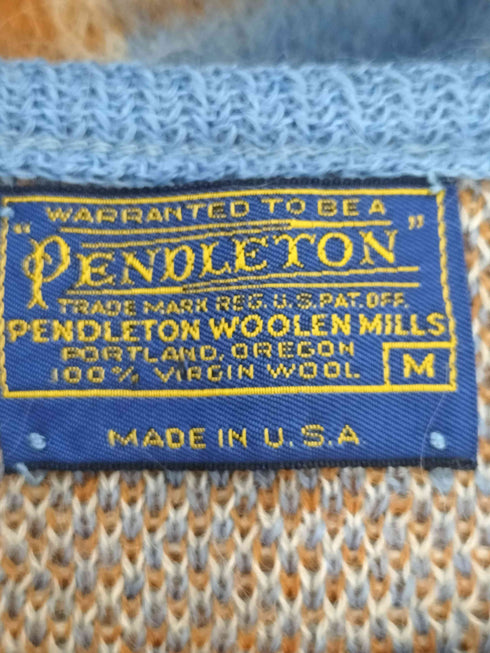 WARRANTED TO BE A
"PENDLETON"
TRADE MARK REG. U.S. PAT. OFF.
PENDLETON WOOLEN MILLS
PORTLAND, OREGON
100% VIRGIN WOOL M
MADE IN U.S.A